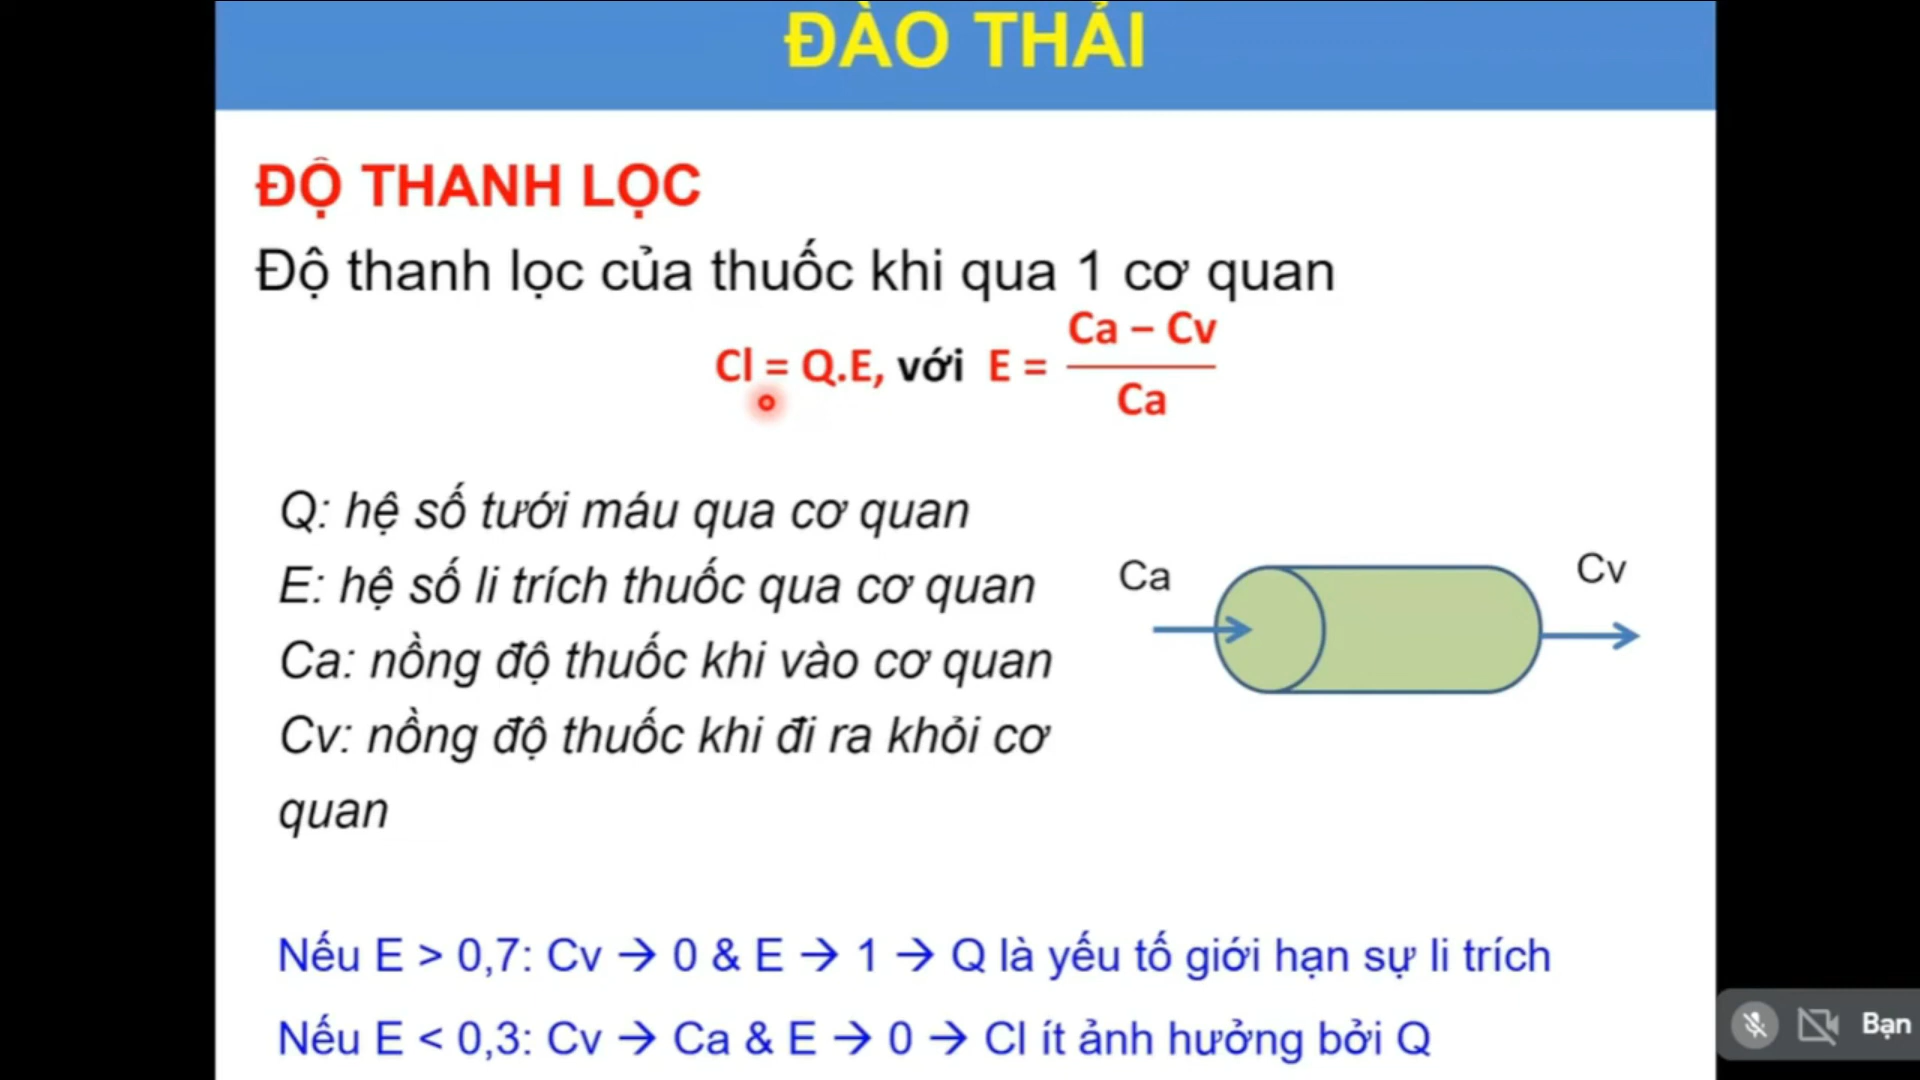 ĐÀO THẢI
ĐỘ THANH LỌC
Độ thanh lọc của thuốc khi qua 1 cơ quan
Cl = Q.E, với E = Ca – Cv
Ca
Q: hệ số tưới máu qua cơ quan
E: hệ số li trích thuốc qua cơ quan
Ca: nồng độ thuốc khi vào cơ quan
Cv: nồng độ thuốc khi đi ra khỏi cơ
quan
Ca
Cv
Nếu E > 0,7: Cv → 0 & E → 1 → Q là yếu tố giới hạn sự li trích
Nếu E < 0,3: Cv → Ca & E → 0 → Cl ít ảnh hưởng bởi Q
Bạn